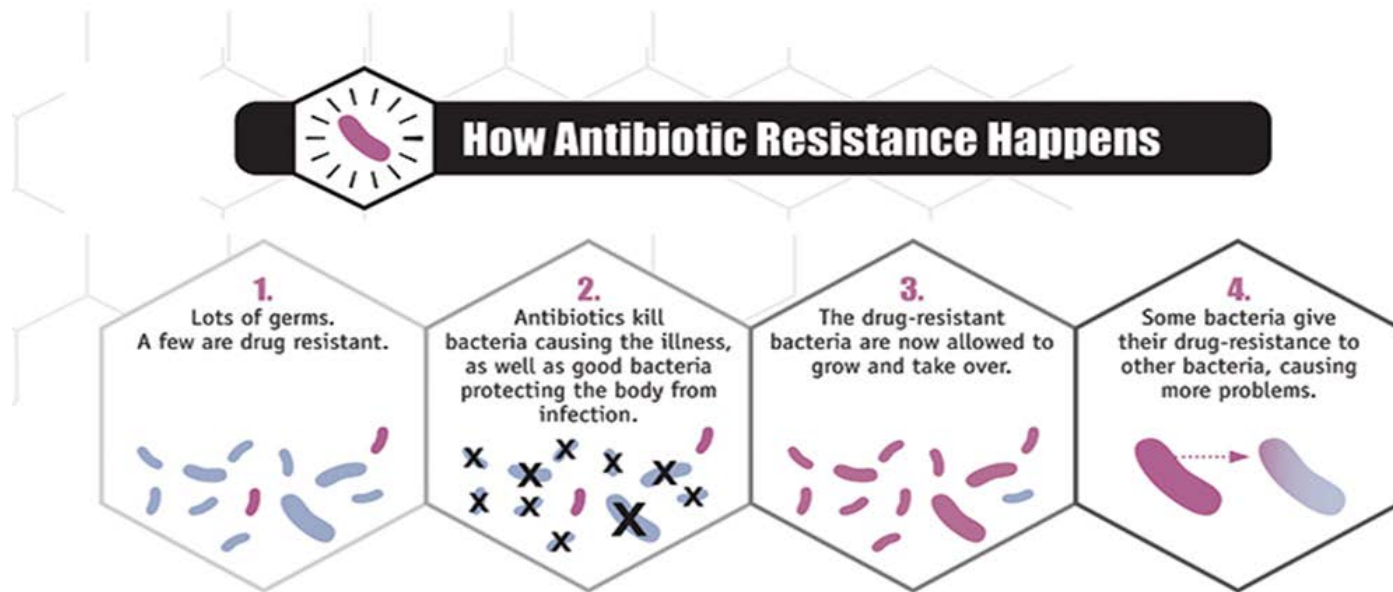 How Antibiotic Resistance Happens
1.
Lots of germs.
A few are drug resistant.
2.
Antibiotics kill
bacteria causing the illness,
as well as good bacteria
protecting the body from
infection.
X X X X X X X X X X
3.
The drug-resistant
bacteria are now allowed to
grow and take over.
4.
Some bacteria give
their drug-resistance to
other bacteria, causing
more problems.